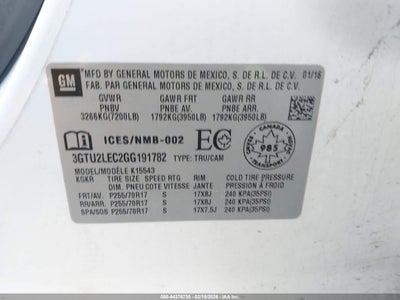 GM
MFD BY GENERAL MOTORS DE MEXICO, S. DE R.L. DE C.V. 01/16
FAB. PAR GENERAL MOTORS DE MEXICO, S. DE R.L. DE C.V.
GVWR GAWR FRT GAWR RR
PNBV PNBE AV. PNBE ARR.
3266KG(7200LB) 1792KG(3950LB) 1792KG(3950LB)
ICES/NMB-002
EC
CANADA
985
3GTU2LEC2GG191782 TYPE: TRU/CAM
MODEL/MODÈLE K15543
TIRE SIZE SPEED RTG RIM COLD TIRE PRESSURE
DIM. PNEU COTE VITESSE JANTE PRESSION A FROID
FRT/AV. P255/70R17 S 17X8J 240 KPA(35PSI)
RR/ARR. P255/70R17 S 17X8J 240 KPA(35PSI)
SPA/SOS P255/70R17 S 17X7.5J 240 KPA(35PSI)